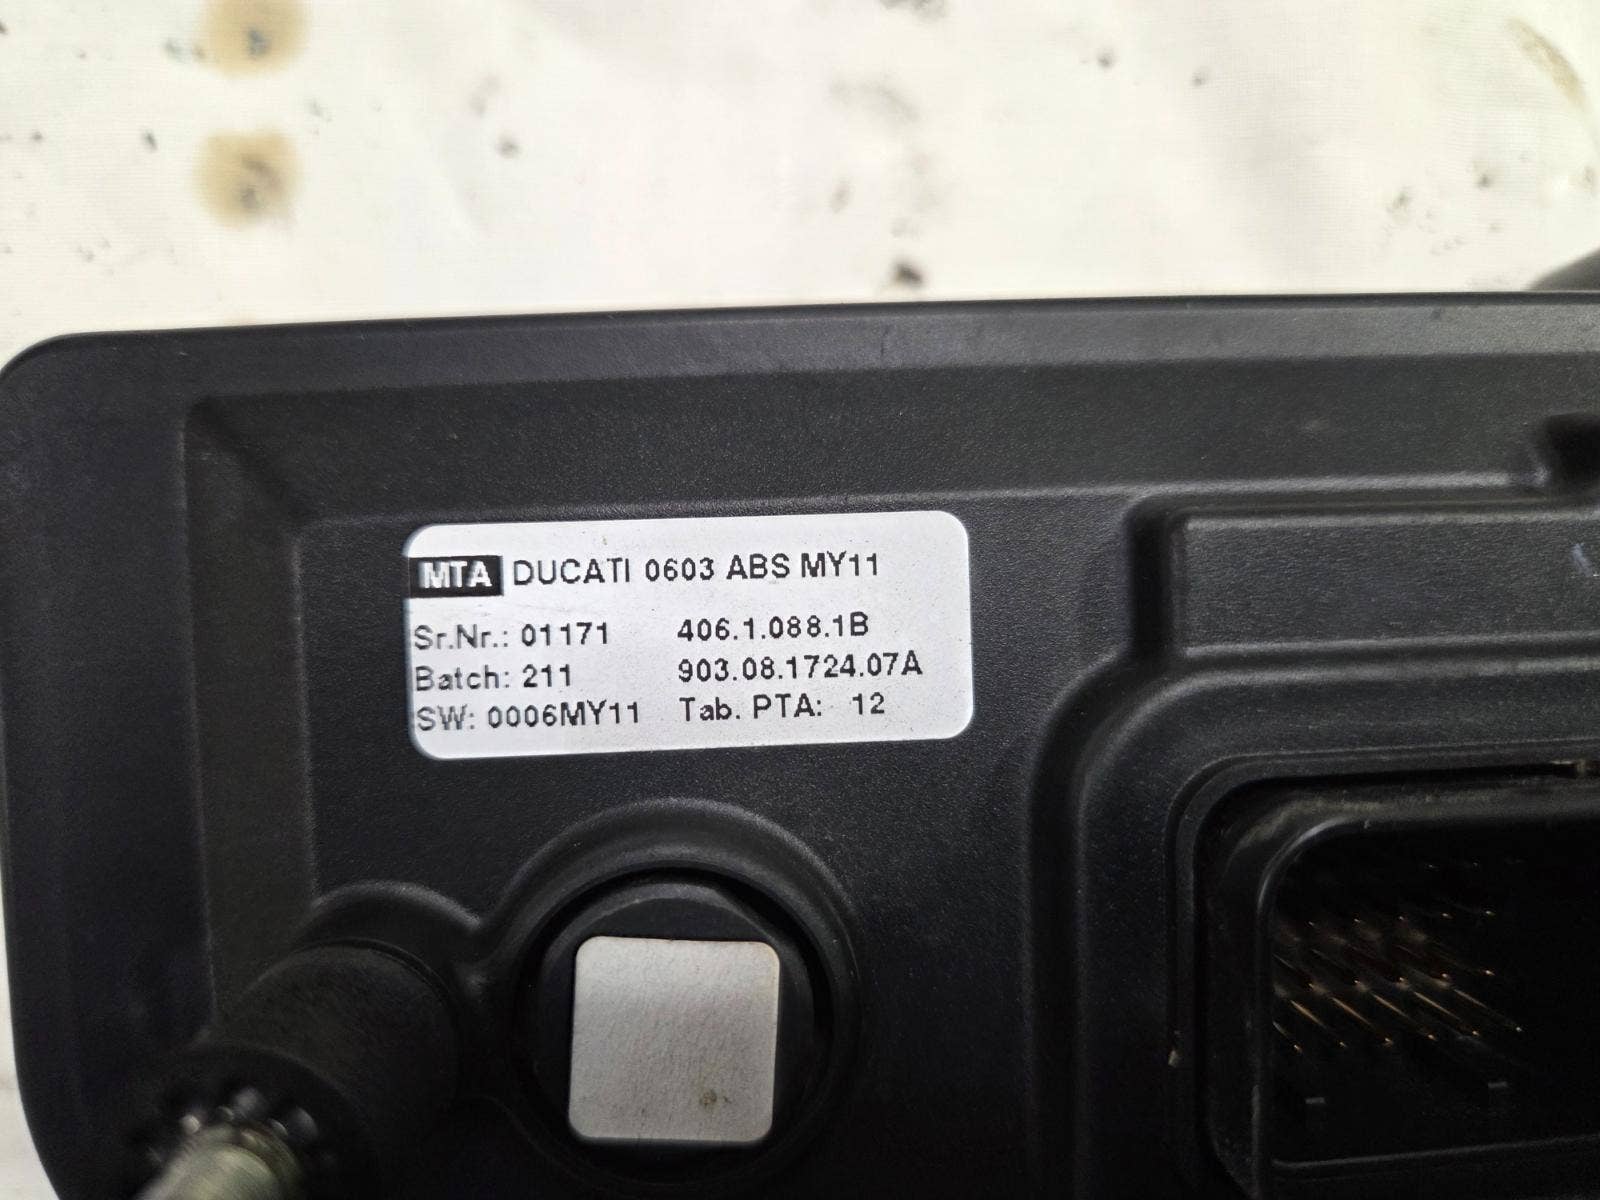 MTA DUCATI 0603 ABS MY11
Sr.Nr.: 01171 406.1.088.1B
Batch: 211 903.08.1724.07A
SW: 0006MY11 Tab. PTA: 12